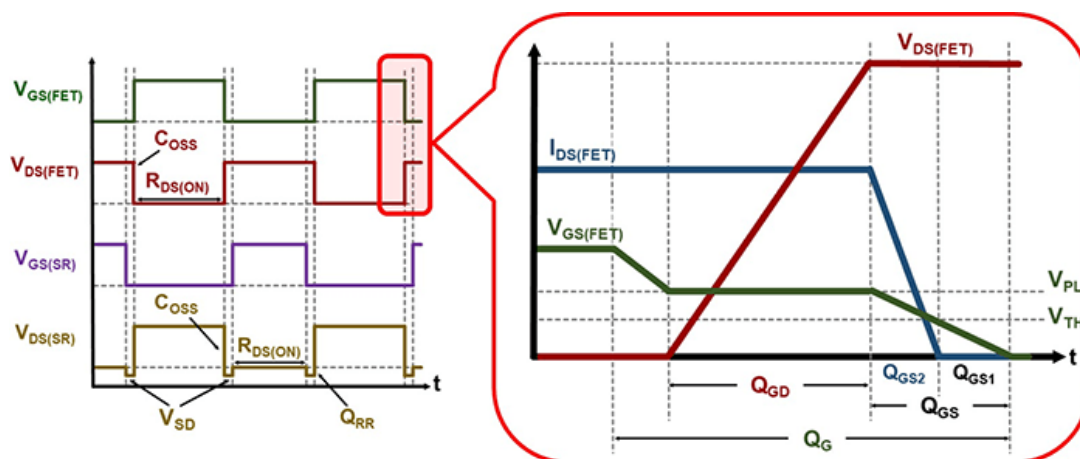 VGS(FET)
COSS
VDS(FET)
RDS(ON)
VGS(SR)
COSS
VDS(SR)
RDS(ON)
t
VSD
QRR
VDS(FET)
IDS(FET)
VGS(FET)
VPL
VTH
t
QGS2
QGS1
QGD
QGS
QG